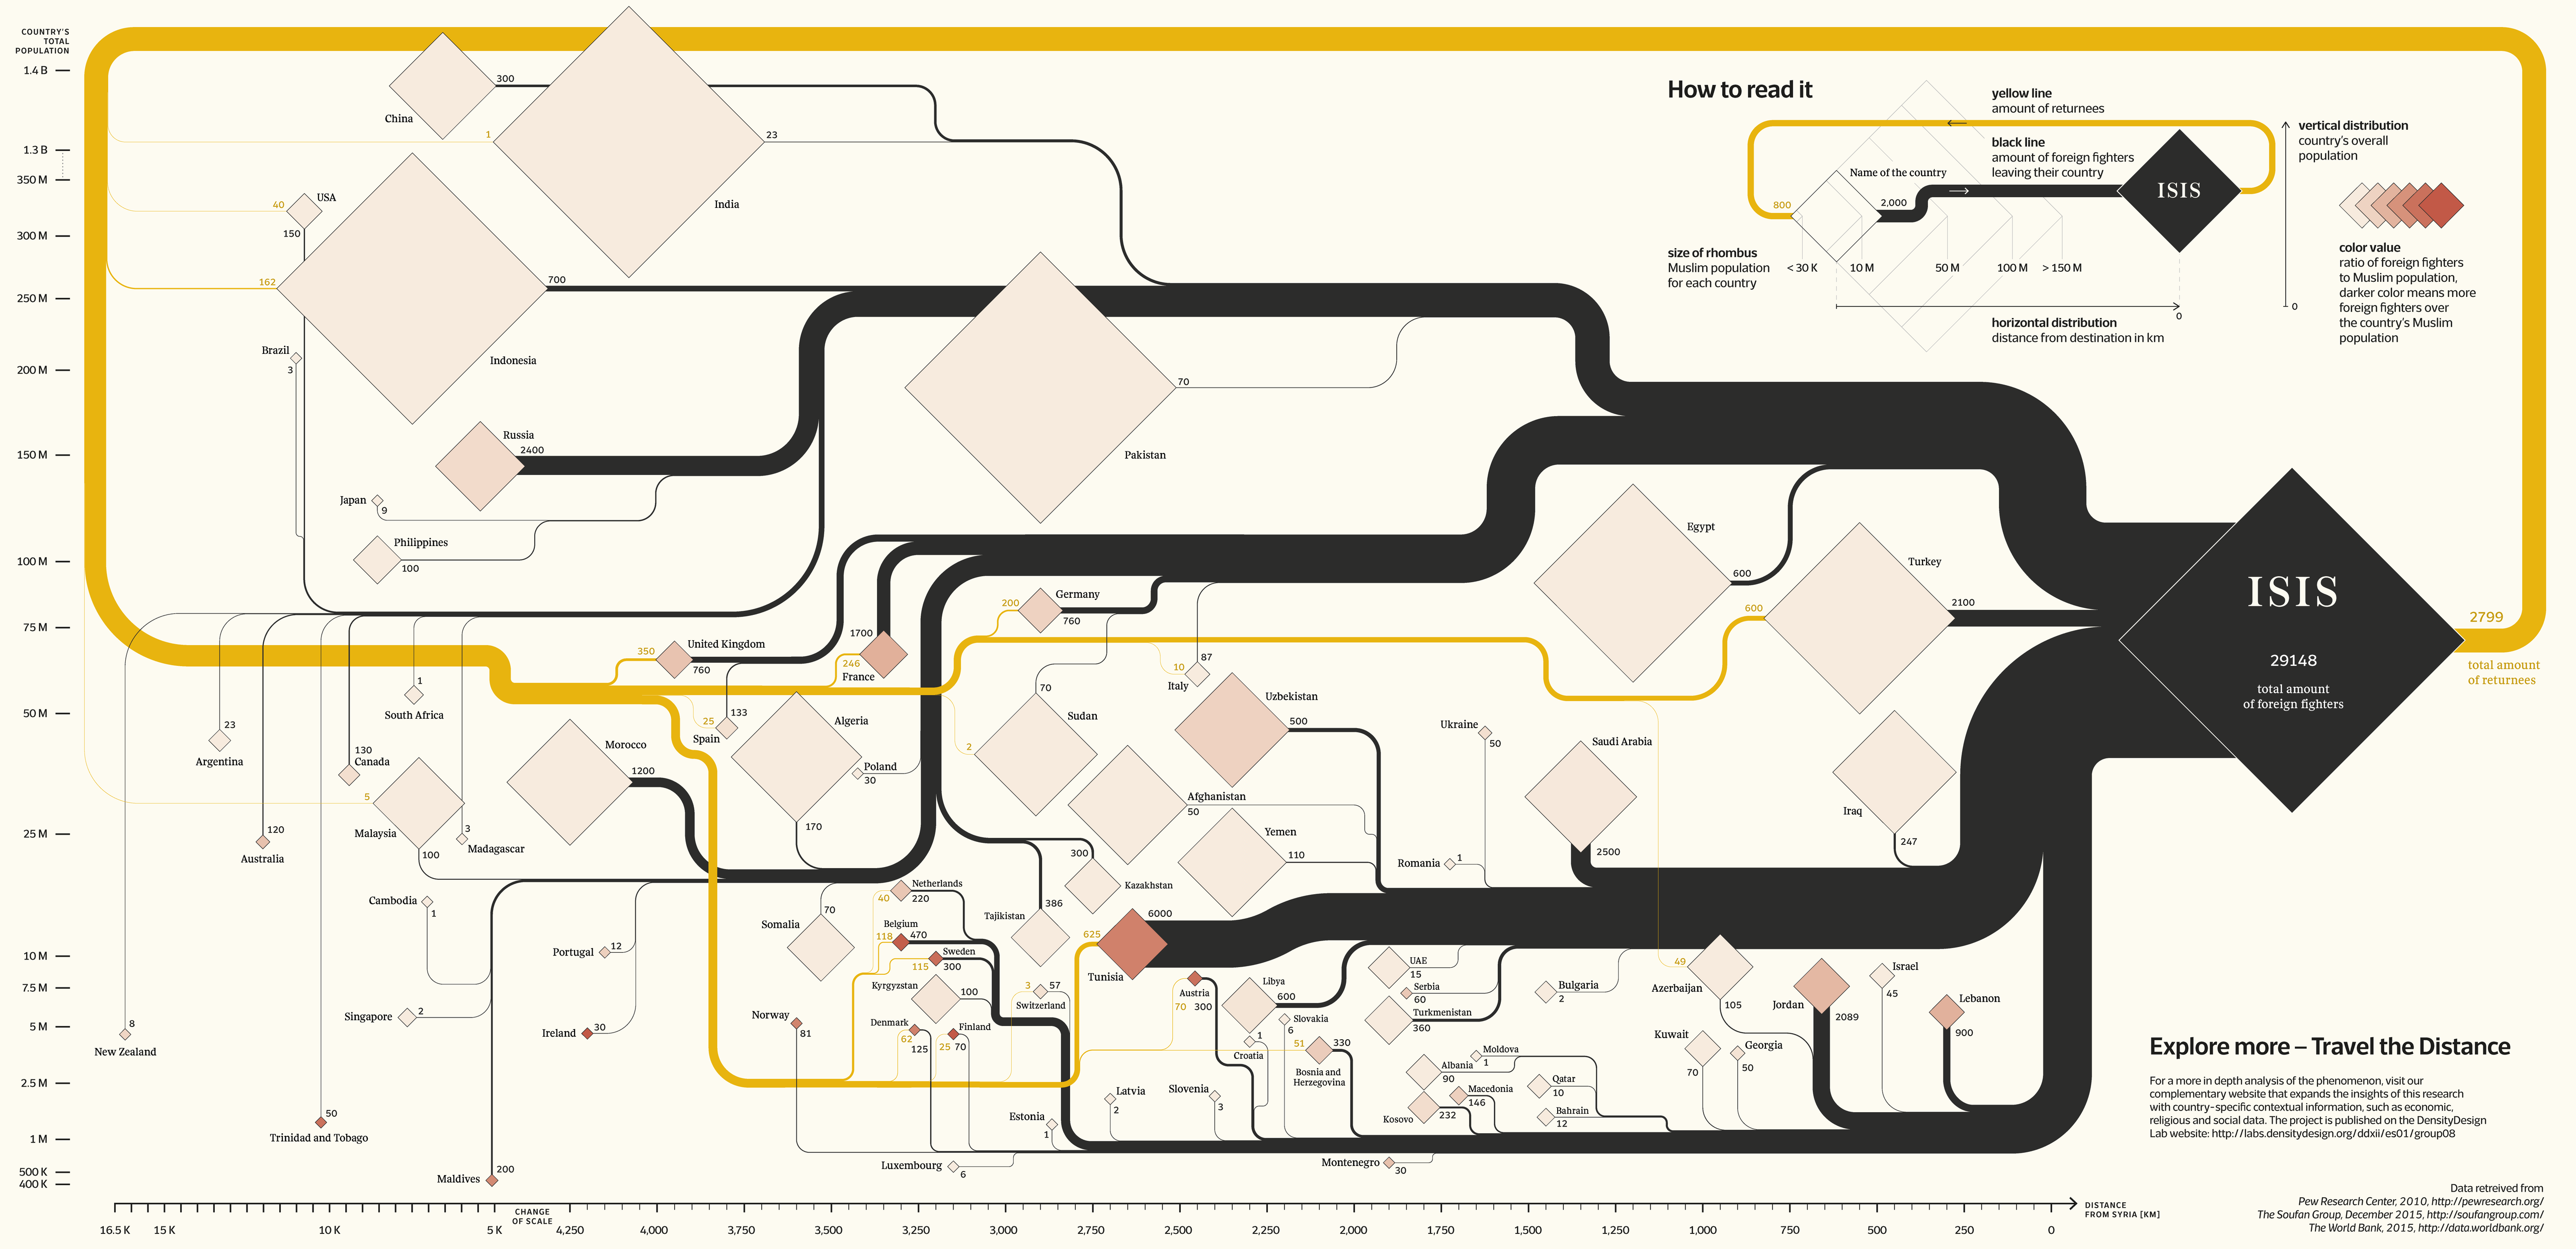 COUNTRY'S
TOTAL
POPULATION
1.4 B
1.3 B
350 M
300 M
250 M
200 M
150 M
100 M
75 M
50 M
25 M
10 M
7.5 M
5 M
2.5 M
1 M
500 K
400 K
China
300
1
India
23
40
USA
150
162
Indonesia
700
Brazil
3
Pakistan
70
Russia
2400
Japan
9
Philippines
100
How to read it
yellow line
amount of returnees
black line
amount of foreign fighters
leaving their country
Name of the country
800
2,000
ISIS
size of rhombus
Muslim population
for each country
< 30 K
10 M
50 M
100 M
> 150 M
horizontal distribution
distance from destination in km
0
vertical distribution
country's overall
population
0
color value
ratio of foreign fighters
to Muslim population,
darker color means more
foreign fighters over
the country's Muslim
population
Egypt
600
Turkey
600
2100
ISIS
29148
total amount
of foreign fighters
2799
total amount
of returnees
Germany
200
760
United Kingdom
350
760
1700
246
France
10
87
Italy
1
South Africa
23
Argentina
130
Canada
120
Australia
5
Malaysia
100
3
Madagascar
Morocco
1200
25
133
Spain
Algeria
170
Poland
30
70
Sudan
2
Uzbekistan
500
Afghanistan
50
Yemen
110
Ukraine
50
Romania
1
Saudi Arabia
2500
Iraq
247
300
Kazakhstan
386
Tajikistan
Cambodia
1
Singapore
2
8
New Zealand
50
Trinidad and Tobago
Maldives
200
Portugal
12
Ireland
30
Somalia
70
Netherlands
40
220
Belgium
118
470
Sweden
115
300
Kyrgyzstan
100
3
57
Switzerland
Norway
81
Denmark
62
125
Finland
25
70
625
6000
Tunisia
Austria
70
300
Libya
600
Slovakia
6
1
Croatia
51
330
Bosnia and
Herzegovina
UAE
15
Serbia
60
Turkmenistan
360
Bulgaria
2
49
Azerbaijan
105
Jordan
2089
Israel
45
Lebanon
900
Kuwait
70
Georgia
50
Moldova
1
Albania
90
Macedonia
146
Kosovo
232
Qatar
10
Bahrain
12
Latvia
2
Slovenia
3
Estonia
1
Luxembourg
6
Montenegro
30
Explore more – Travel the Distance
For a more in depth analysis of the phenomenon, visit our
complementary website that expands the insights of this research
with country-specific contextual information, such as economic,
religious and social data. The project is published on the DensityDesign
Lab website: http://labs.densitydesign.org/ddxii/es01/group08
Data retreived from
Pew Research Center, 2010, http://pewresearch.org/
The Soufan Group, December 2015, http://soufangroup.com/
The World Bank, 2015, http://data.worldbank.org/
16.5 K
15 K
10 K
5 K
CHANGE
OF SCALE
4,250
4,000
3,750
3,500
3,250
3,000
2,750
2,500
2,250
2,000
1,750
1,500
1,250
1,000
750
500
250
0
DISTANCE
FROM SYRIA [KM]